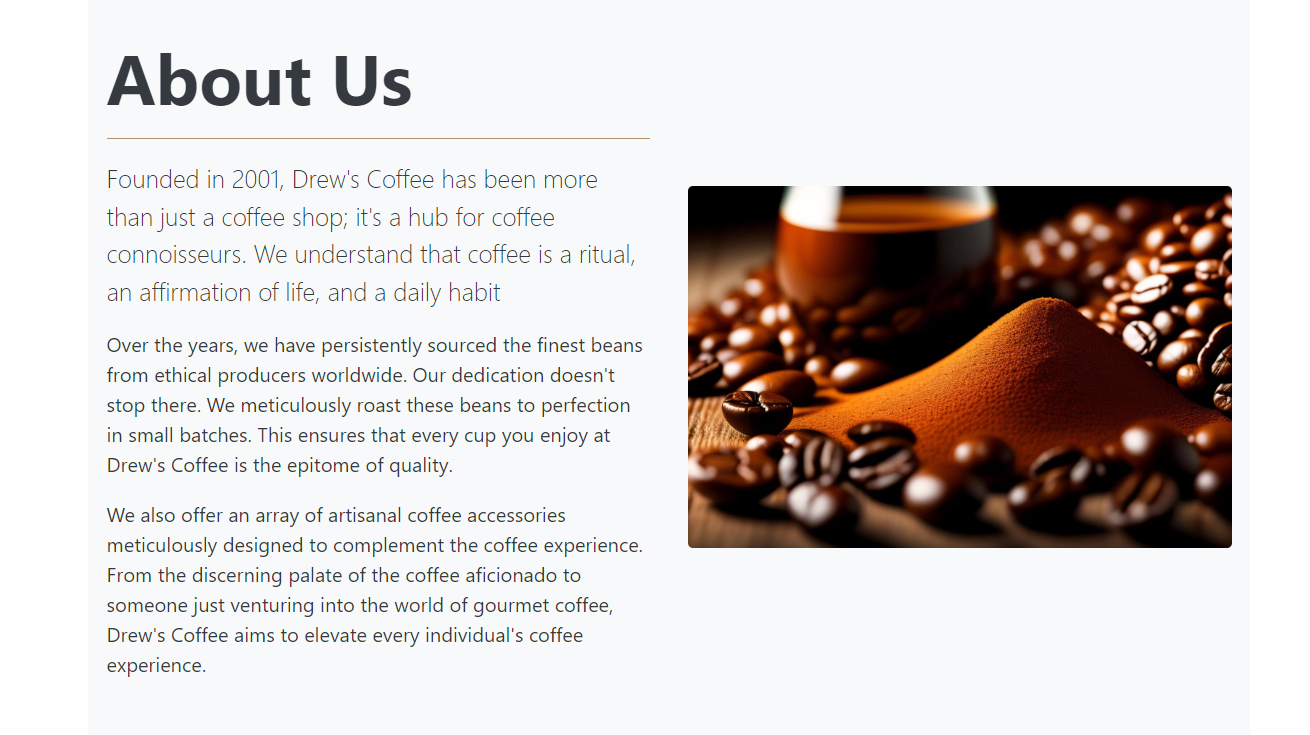 About Us
Founded in 2001, Drew's Coffee has been more
than just a coffee shop; it's a hub for coffee
connoisseurs. We understand that coffee is a ritual,
an affirmation of life, and a daily habit
Over the years, we have persistently sourced the finest beans
from ethical producers worldwide. Our dedication doesn't
stop there. We meticulously roast these beans to perfection
in small batches. This ensures that every cup you enjoy at
Drew's Coffee is the epitome of quality.
We also offer an array of artisanal coffee accessories
meticulously designed to complement the coffee experience.
From the discerning palate of the coffee aficionado to
someone just venturing into the world of gourmet coffee,
Drew's Coffee aims to elevate every individual's coffee
experience.